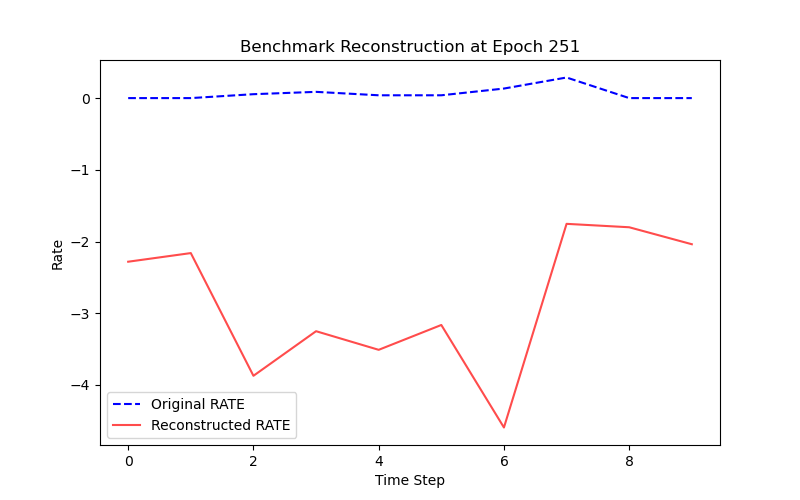 Benchmark Reconstruction at Epoch 251
Rate
0
−1
−2
−3
−4
Original RATE
Reconstructed RATE
0 2 4 6 8
Time Step